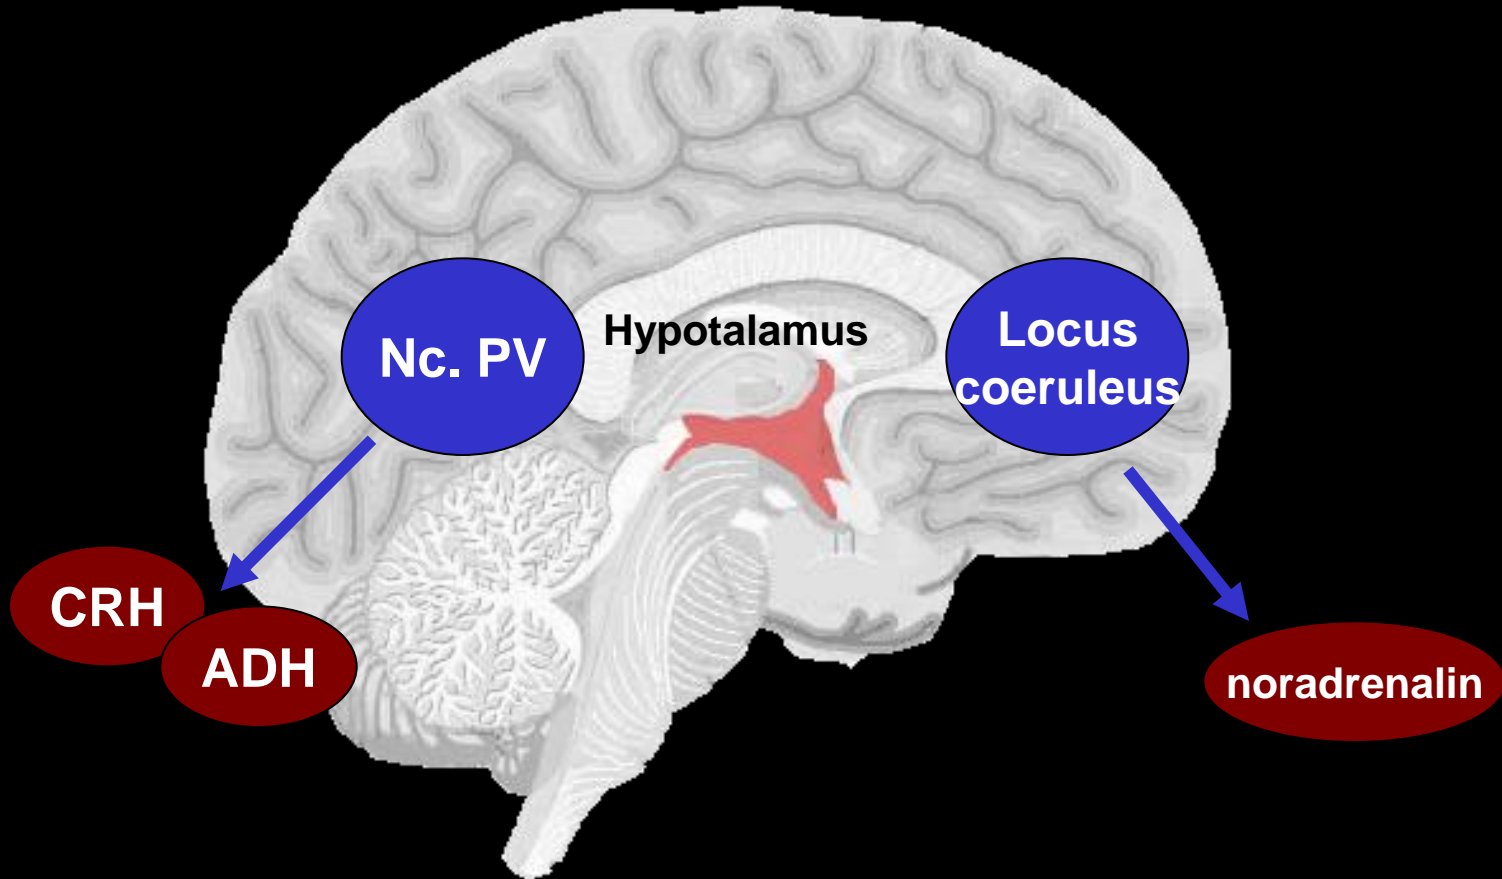 Nc. PV
Hypotalamus
Locus
coeruleus
CRH
ADH
noradrenalin